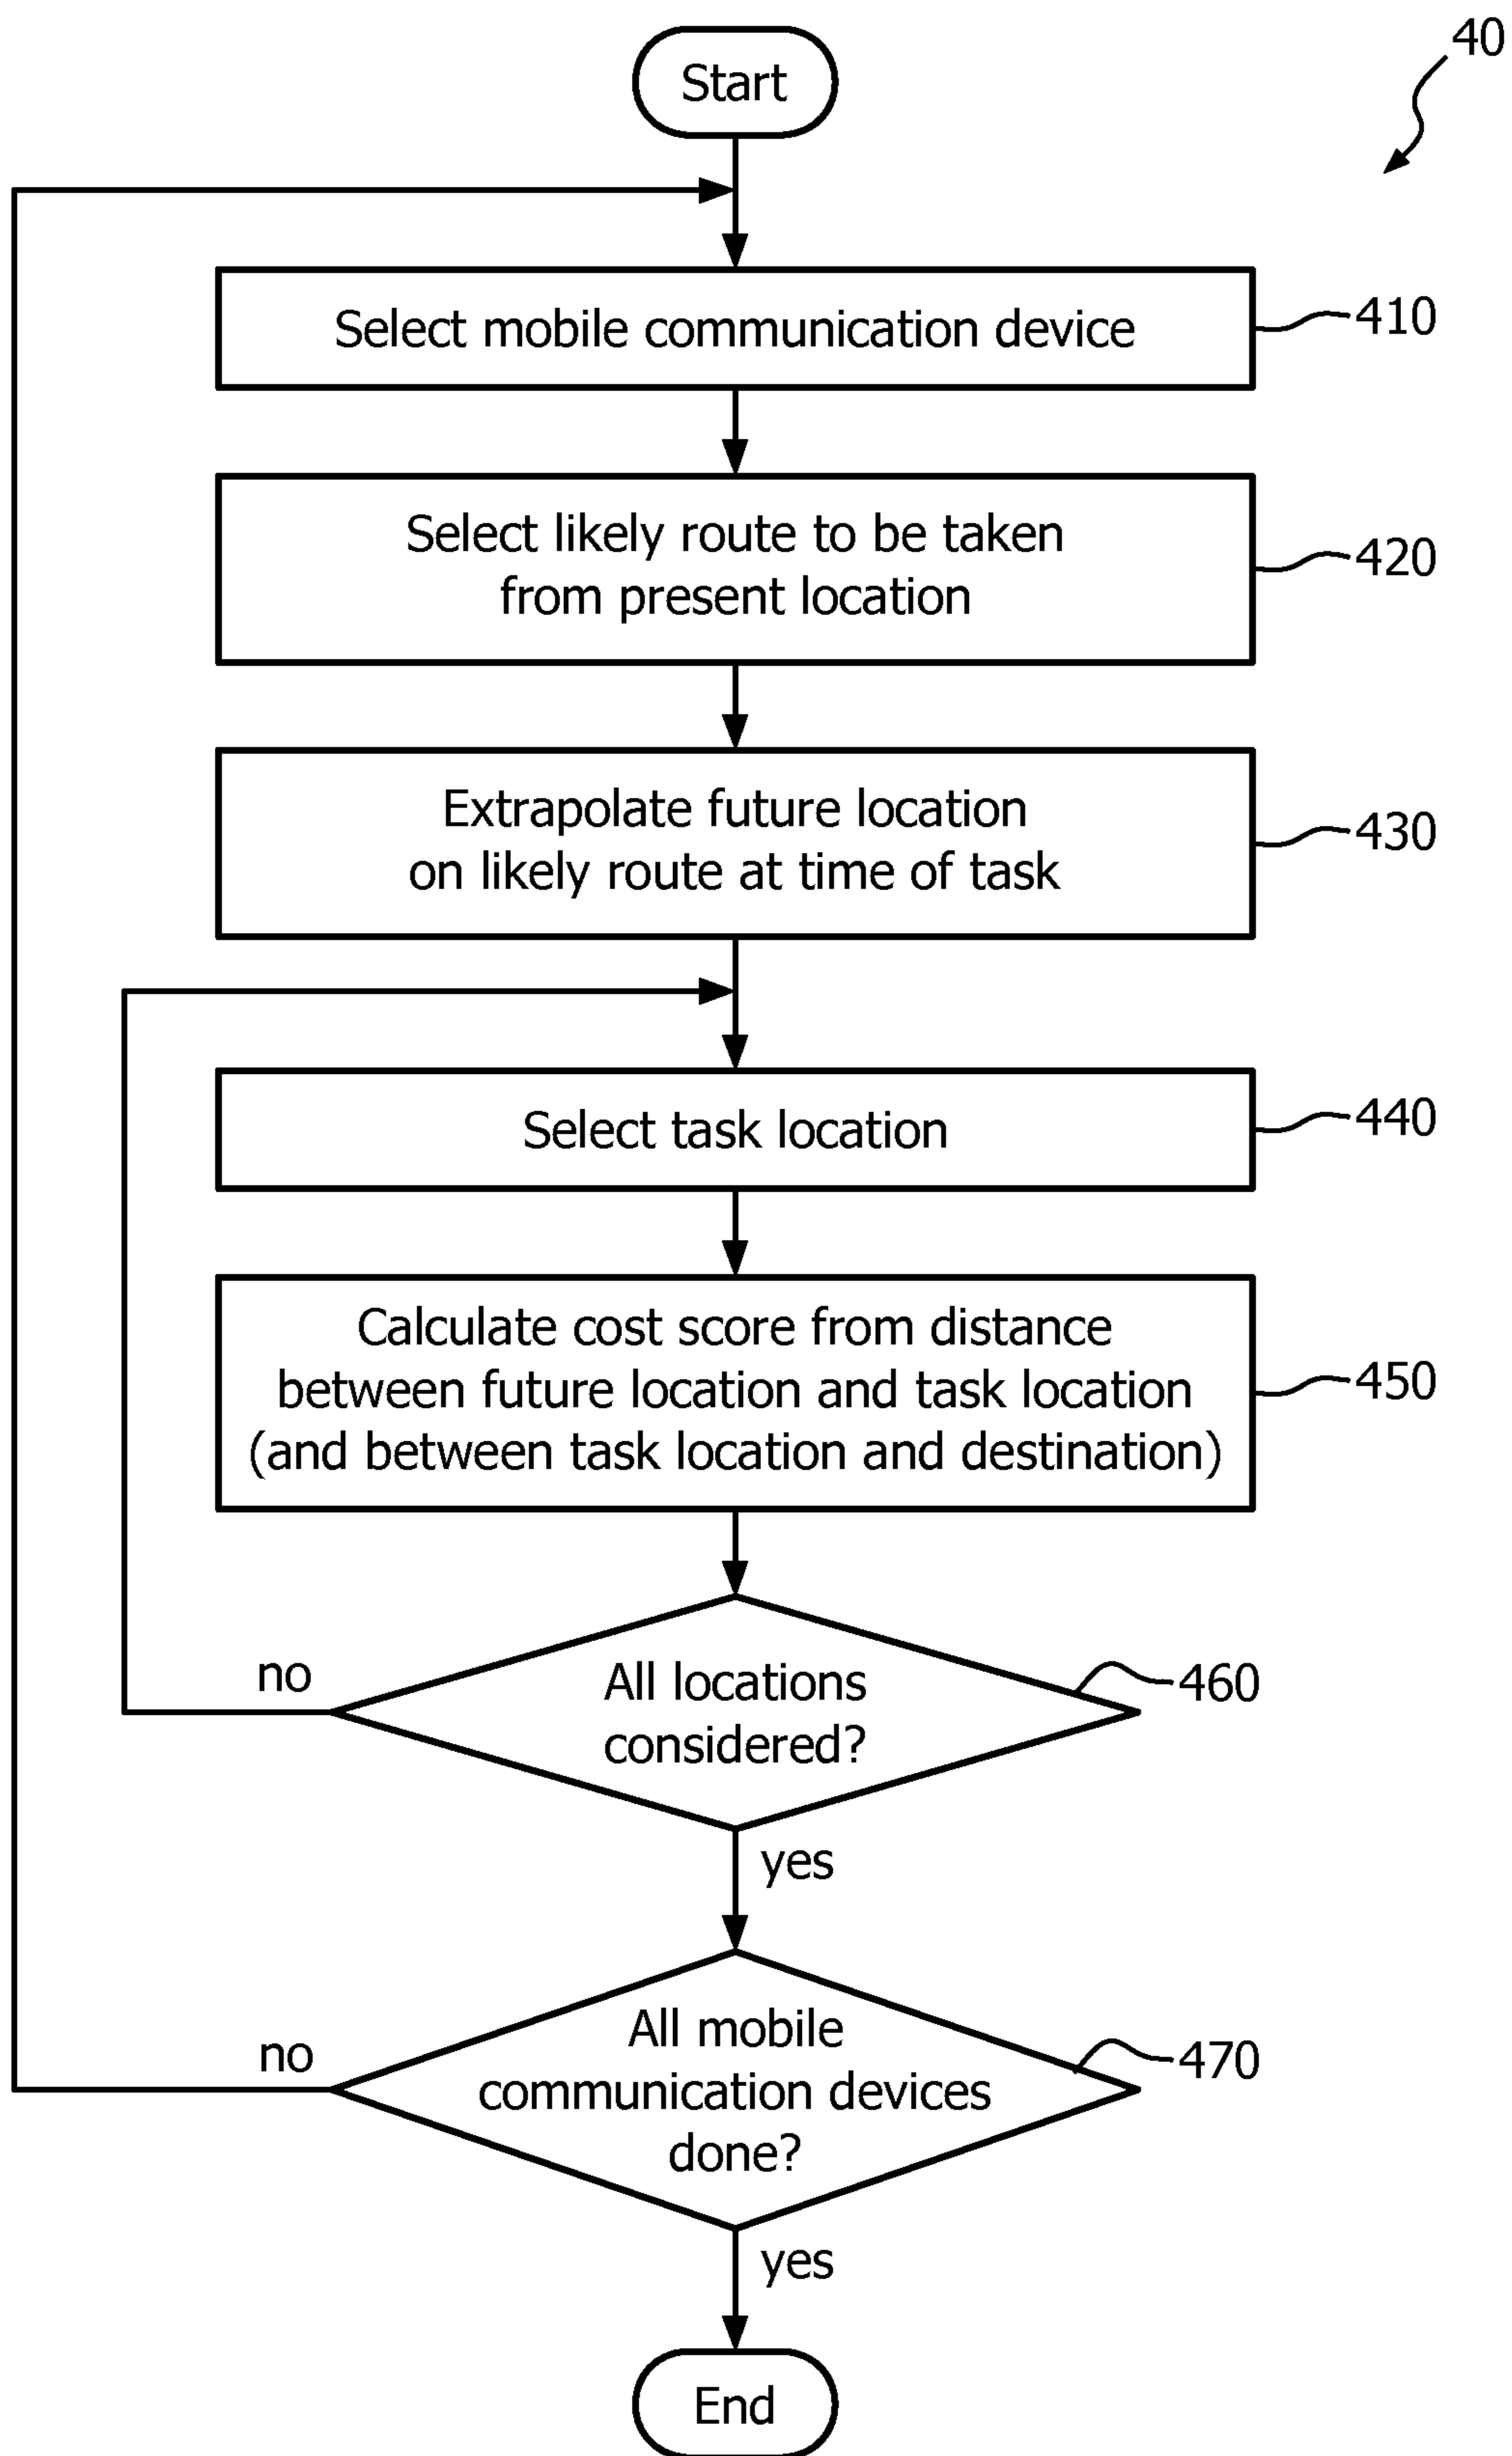 40
Start
Select mobile communication device
410
Select likely route to be taken
from present location
420
Extrapolate future location
on likely route at time of task
430
Select task location
440
Calculate cost score from distance
between future location and task location
(and between task location and destination)
450
no
All locations
considered?
460
yes
no
All mobile
communication devices
done?
470
yes
End